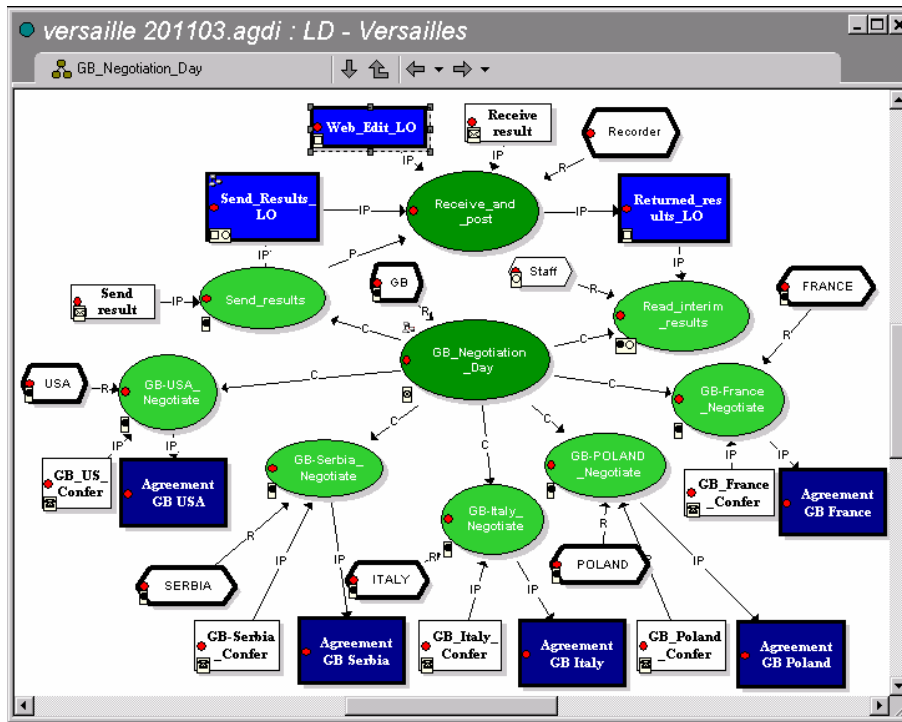 versaille 201103.agdi : LD - Versailles
GB_Negotiation_Day
Web_Edit_LO
Receive
result
Recorder
IP
IP
R
Send_Results_
LO
IP
Receive_and
_post
IP
Returned_res
ults_LO
IP
P
IP
Send
result
IP
Send_results
GB
R
Staff
R
Read_interim
_results
FRANCE
R
C
C
GB_Negotiation
_Day
USA
R
GB-USA_
Negotiate
C
C
GB-France
_Negotiate
IP
IP
C
C
C
IP
IP
GB_US_
Confer
Agreement
GB USA
GB-Serbia_
Negotiate
GB-POLAND
_Negotiate
GB_France
_Confer
Agreement
GB France
GB-Italy_
Negotiate
R
IP
IP
R
R
IP
IP
SERBIA
ITALY
POLAND
IP
IP
GB-Serbia
_Confer
Agreement
GB Serbia
GB_Italy_
Confer
Agreement
GB Italy
GB_Poland
_Confer
Agreement
GB Poland